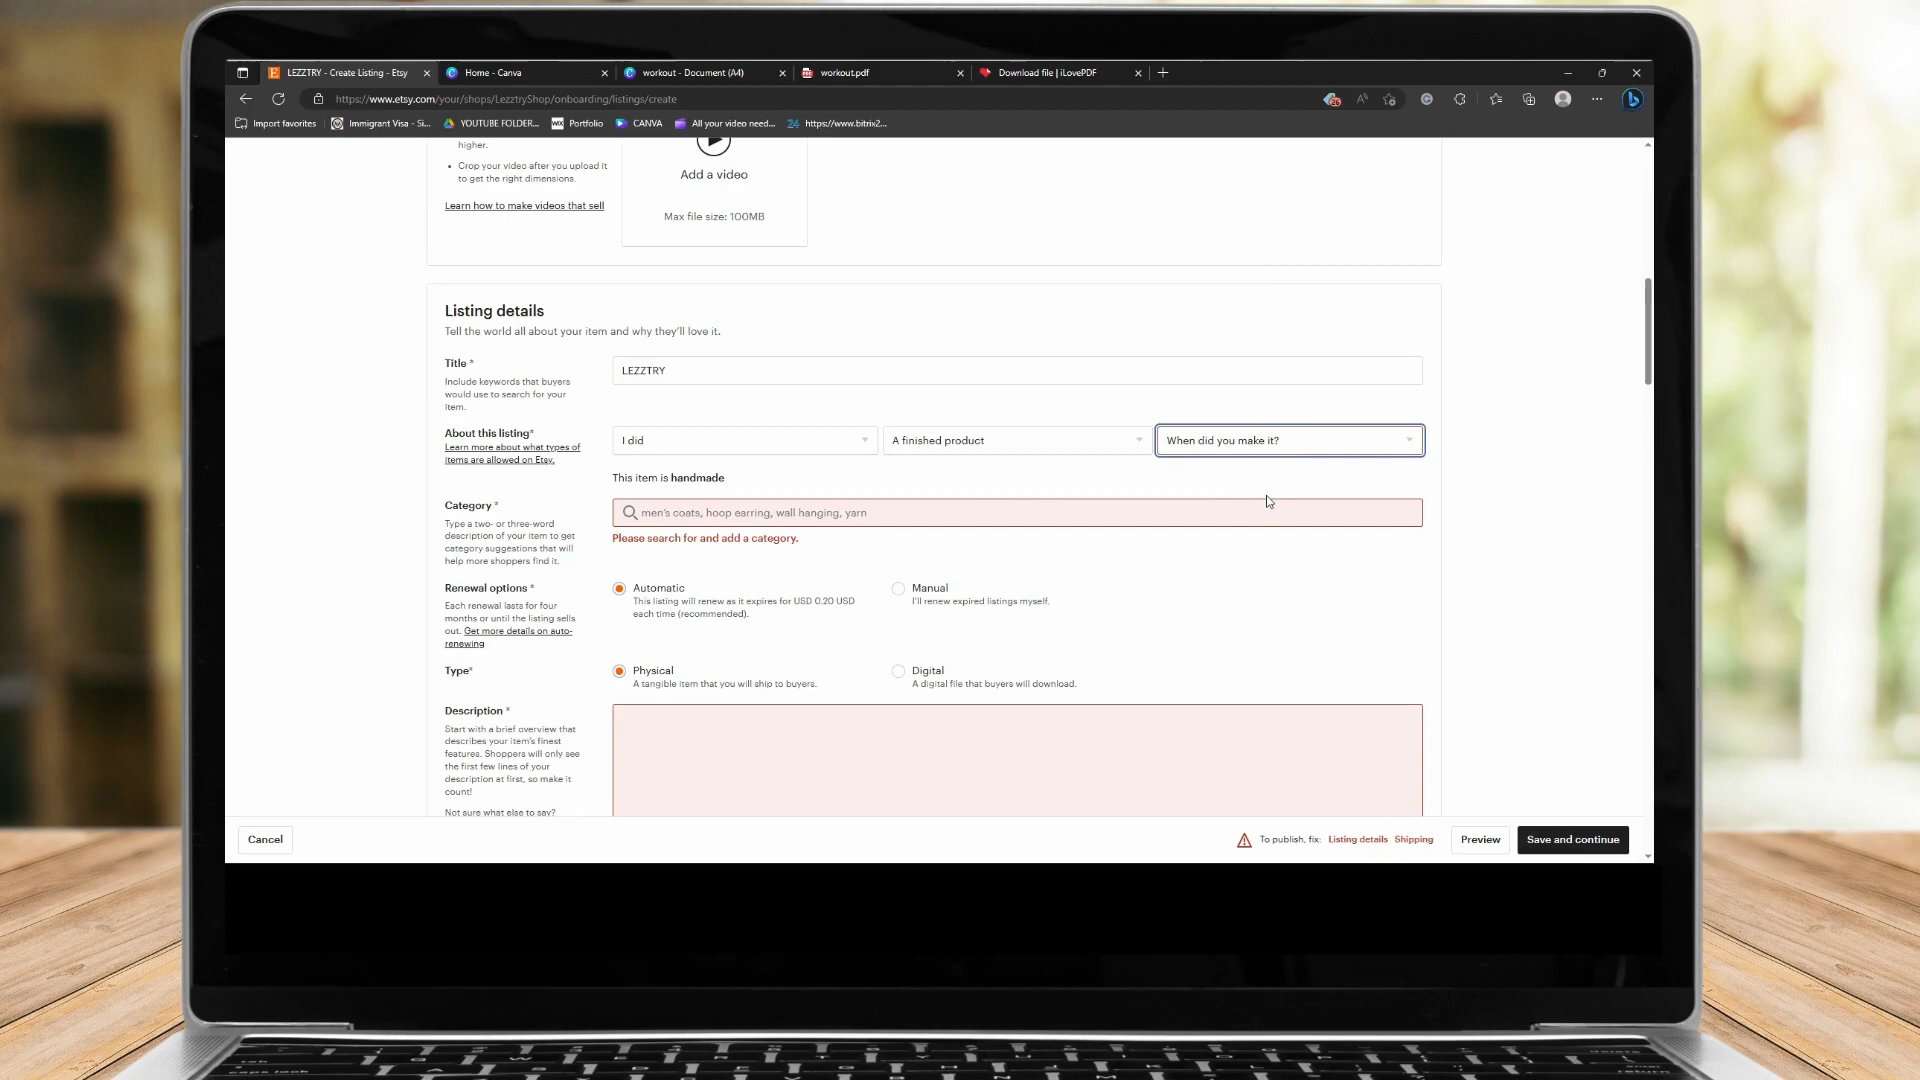 LEZZTRY - Create Listing - Etsy
Home - Canva
workout - Document (A4)
workout.pdf
Download file | iLovePDF
https://www.etsy.com/your/shops/LezztryShop/onboarding/listings/create
Import favorites
Immigrant Visa - Si...
YOUTUBE FOLDER...
Portfolio
CANVA
All your video need...
24 https://www.bitrix2...
higher.
• Crop your video after you upload it
to get the right dimensions.
Learn how to make videos that sell
Add a video
Max file size: 100MB
Listing details
Tell the world all about your item and why they'll love it.
Title *
Include keywords that buyers
would use to search for your
item.
LEZZTRY
About this listing*
Learn more about what types of
items are allowed on Etsy.
I did
A finished product
When did you make it?
This item is handmade
Category *
Type a two- or three-word
description of your item to get
category suggestions that will
help more shoppers find it.
men's coats, hoop earring, wall hanging, yarn
Please search for and add a category.
Renewal options *
Each renewal lasts for four
months or until the listing sells
out. Get more details on auto-
renewing
Automatic
This listing will renew as it expires for USD 0.20 USD
each time (recommended).
Manual
I'll renew expired listings myself.
Type*
Physical
A tangible item that you will ship to buyers.
Digital
A digital file that buyers will download.
Description *
Start with a brief overview that
describes your item's finest
features. Shoppers will only see
the first few lines of your
description at first, so make it
count!
Not sure what else to say?
Cancel
To publish, fix: Listing details Shipping
Preview
Save and continue